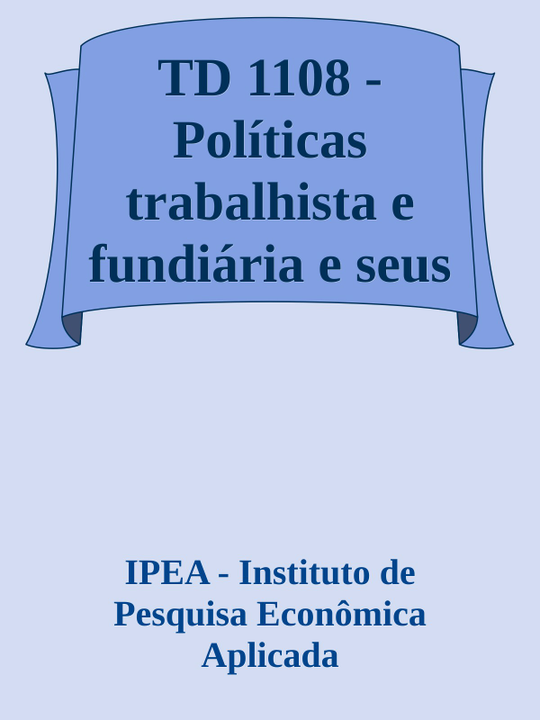 TD 1108 -
Políticas
trabalhista e
fundiária e seus
IPEA - Instituto de
Pesquisa Econômica
Aplicada